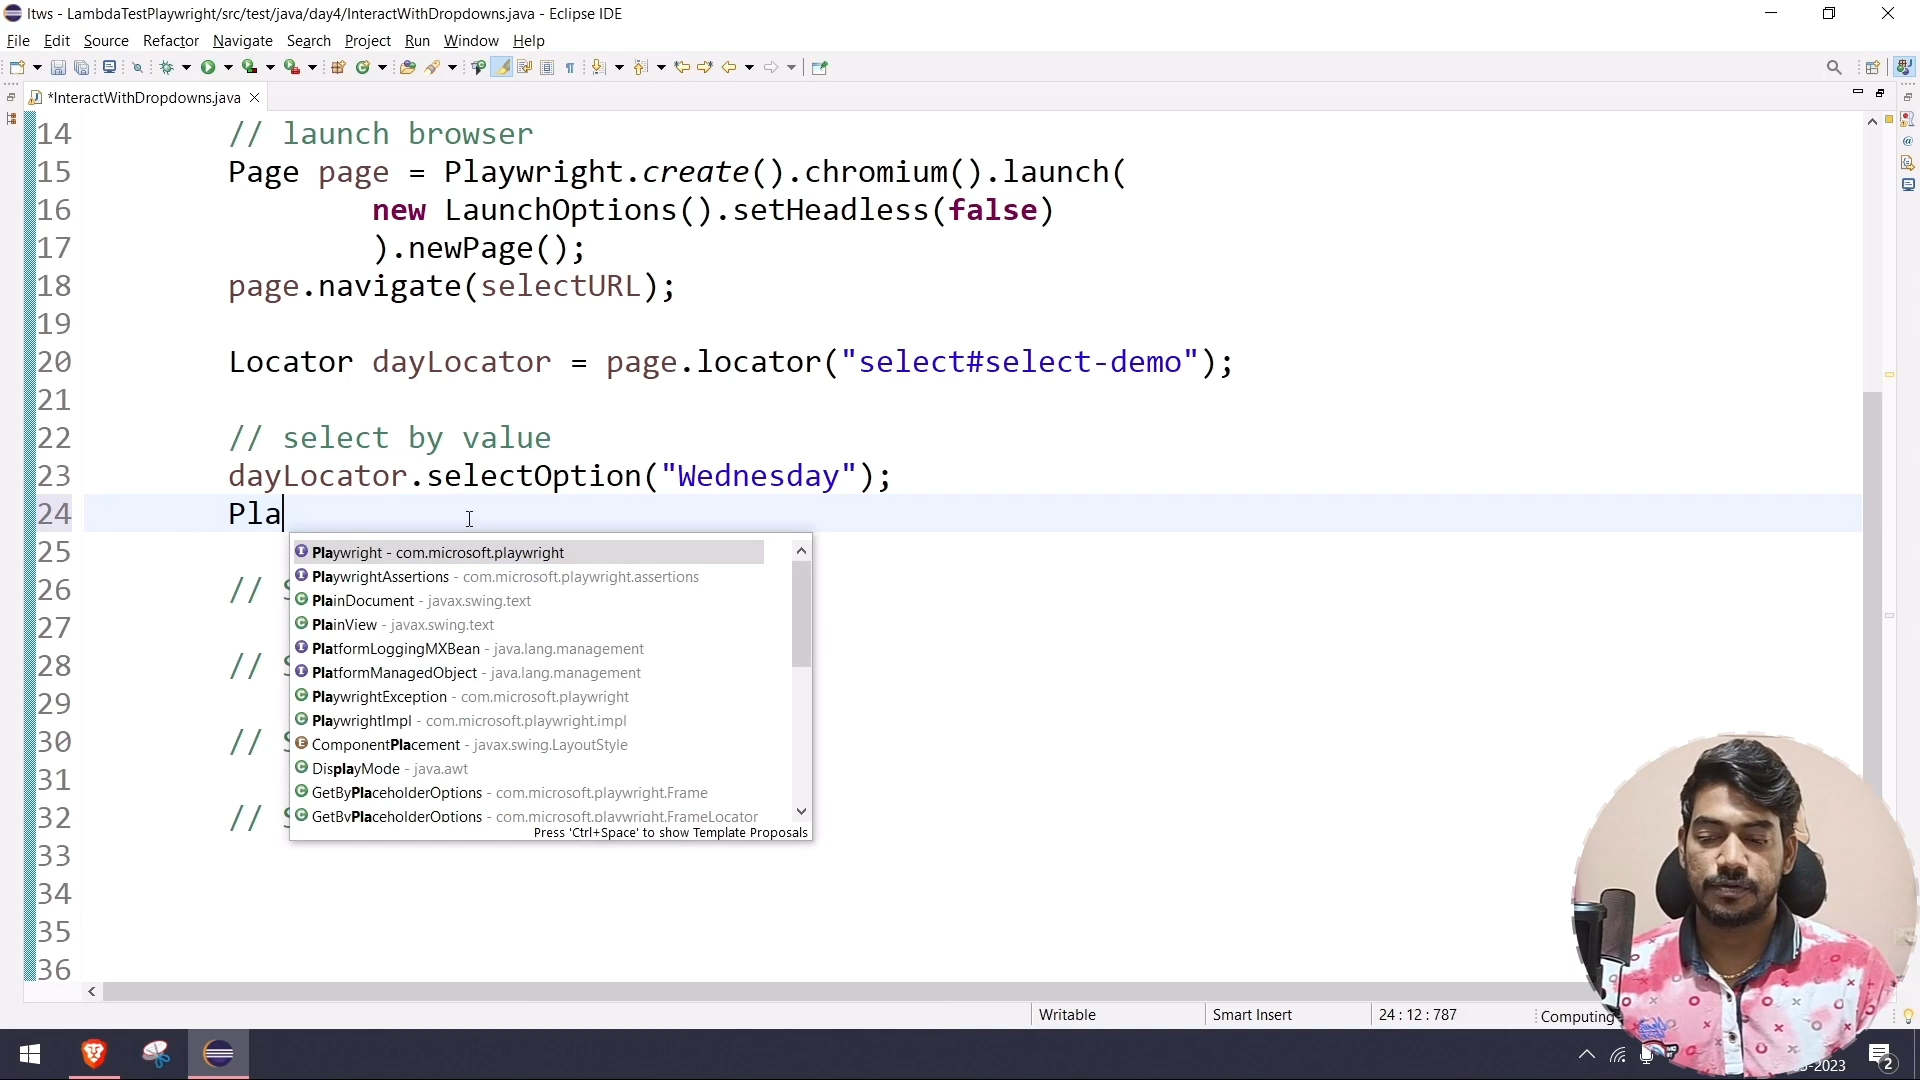 ltws - LambdaTestPlaywright/src/test/java/day4/InteractWithDropdowns.java - Eclipse IDE
File Edit Source Refactor Navigate Search Project Run Window Help
*InteractWithDropdowns.java
14 // launch browser
15 Page page = Playwright.create().chromium().launch(
16 new LaunchOptions().setHeadless(false)
17 ).newPage();
18 page.navigate(selectURL);
19
20 Locator dayLocator = page.locator("select#select-demo");
21
22 // select by value
23 dayLocator.selectOption("Wednesday");
24 Pla
25
26 //
27
28 //
29
30 //
31
32 //
33
34
35
36
Playwright - com.microsoft.playwright
PlaywrightAssertions - com.microsoft.playwright.assertions
PlainDocument - javax.swing.text
PlainView - javax.swing.text
PlatformLoggingMXBean - java.lang.management
PlatformManagedObject - java.lang.management
PlaywrightException - com.microsoft.playwright
PlaywrightImpl - com.microsoft.playwright.impl
ComponentPlacement - javax.swing.LayoutStyle
DisplayMode - java.awt
GetByPlaceholderOptions - com.microsoft.playwright.Frame
GetByPlaceholderOptions - com.microsoft.playwright.FrameLocator
Press 'Ctrl+Space' to show Template Proposals
Writable Smart Insert 24 : 12 : 787 Computing
-2023 2